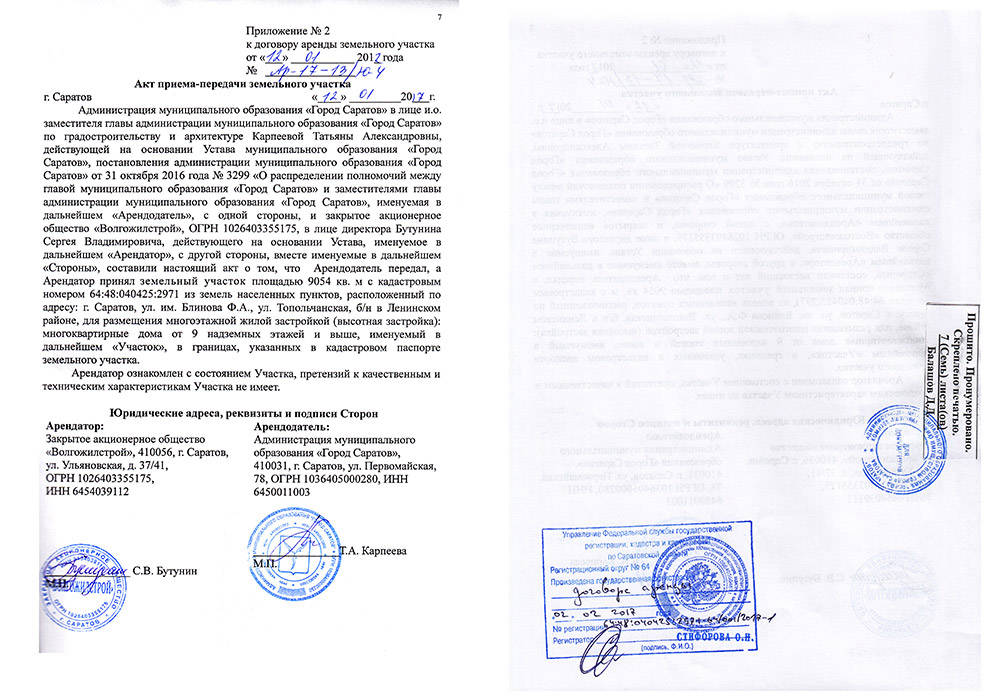 7
Приложение № 2
к договору аренды земельного участка
от «12» 01 2017 года
№ Ар-17-13/ю-4
Акт приема-передачи земельного участка
г. Саратов «12» 01 2017 г.
Администрация муниципального образования «Город Саратов» в лице и.о.
заместителя главы администрации муниципального образования «Город Саратов»
по градостроительству и архитектуре Карпеевой Татьяны Александровны,
действующей на основании Устава муниципального образования «Город
Саратов», постановления администрации муниципального образования «Город
Саратов» от 31 октября 2016 года № 3299 «О распределении полномочий между
главой муниципального образования «Город Саратов» и заместителями главы
администрации муниципального образования «Город Саратов», именуемая в
дальнейшем «Арендодатель», с одной стороны, и закрытое акционерное
общество «Волгожилстрой», ОГРН 1026403355175, в лице директора Бутунина
Сергея Владимировича, действующего на основании Устава, именуемое в
дальнейшем «Арендатор», с другой стороны, вместе именуемые в дальнейшем
«Стороны», составили настоящий акт о том, что Арендодатель передал, а
Арендатор принял земельный участок площадью 9054 кв. м с кадастровым
номером 64:48:040425:2971 из земель населенных пунктов, расположенный по
адресу: г. Саратов, ул. им. Блинова Ф.А., ул. Топольчанская, б/н в Ленинском
районе, для размещения многоэтажной жилой застройкой (высотная застройка):
многоквартирные дома от 9 надземных этажей и выше, именуемый в
дальнейшем «Участок», в границах, указанных в кадастровом паспорте
земельного участка.
Арендатор ознакомлен с состоянием Участка, претензий к качественным и
техническим характеристикам Участка не имеет.
Юридические адреса, реквизиты и подписи Сторон
Арендатор:
Закрытое акционерное общество
«Волгожилстрой», 410056, г. Саратов,
ул. Ульяновская, д. 37/41,
ОГРН 1026403355175,
ИНН 6454039112
М.П. С.В. Бутунин
Арендодатель:
Администрация муниципального
образования «Город Саратов»,
410031, г. Саратов, ул. Первомайская,
78, ОГРН 1036405000280, ИНН
6450011003
Т.А. Карпеева
М.П.
Прошито. Пронумеровано.
Скреплено печатью.
7 (Семь) листа(ов)
Балашов Д.Л.
Управление Федеральной службы государственной
регистрации, кадастра и картографии
по Саратовской
Регистрационный округ № 64
Произведена государственная регистрация
договора аренды
02. 02 2017 года
№ регистрации
Регистратор СТИФОРОВА О.Н.
(подпись, Ф.И.О.)